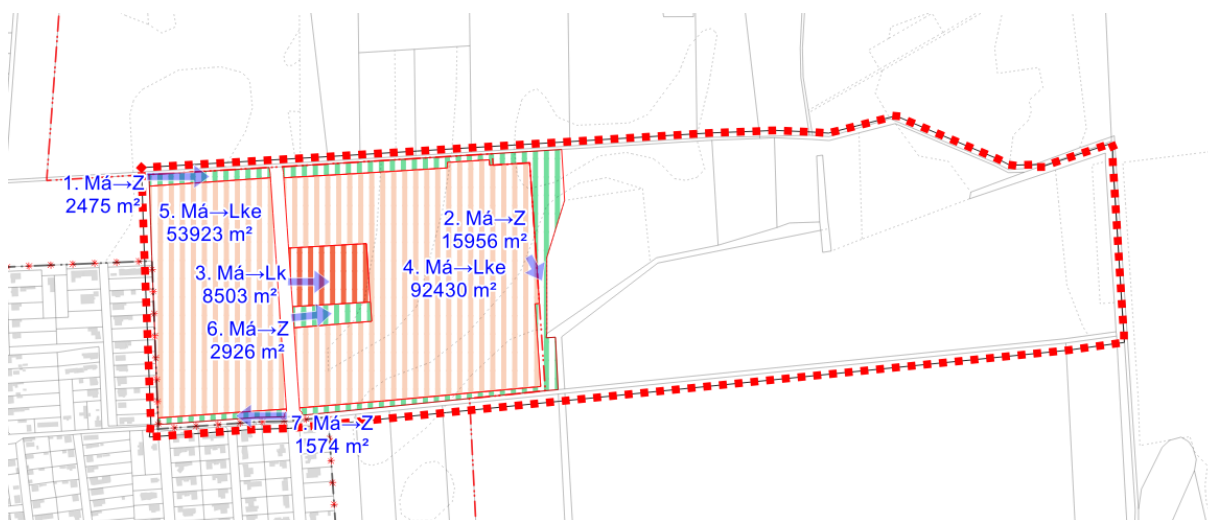 1. Má→Z
2475 m²
5. Má→Lke
53923 m²
2. Má→Z
15956 m²
3. Má→Lk
8503 m²
4. Má→Lke
92430 m²
6. Má→Z
2926 m²
7. Má→Z
1574 m²